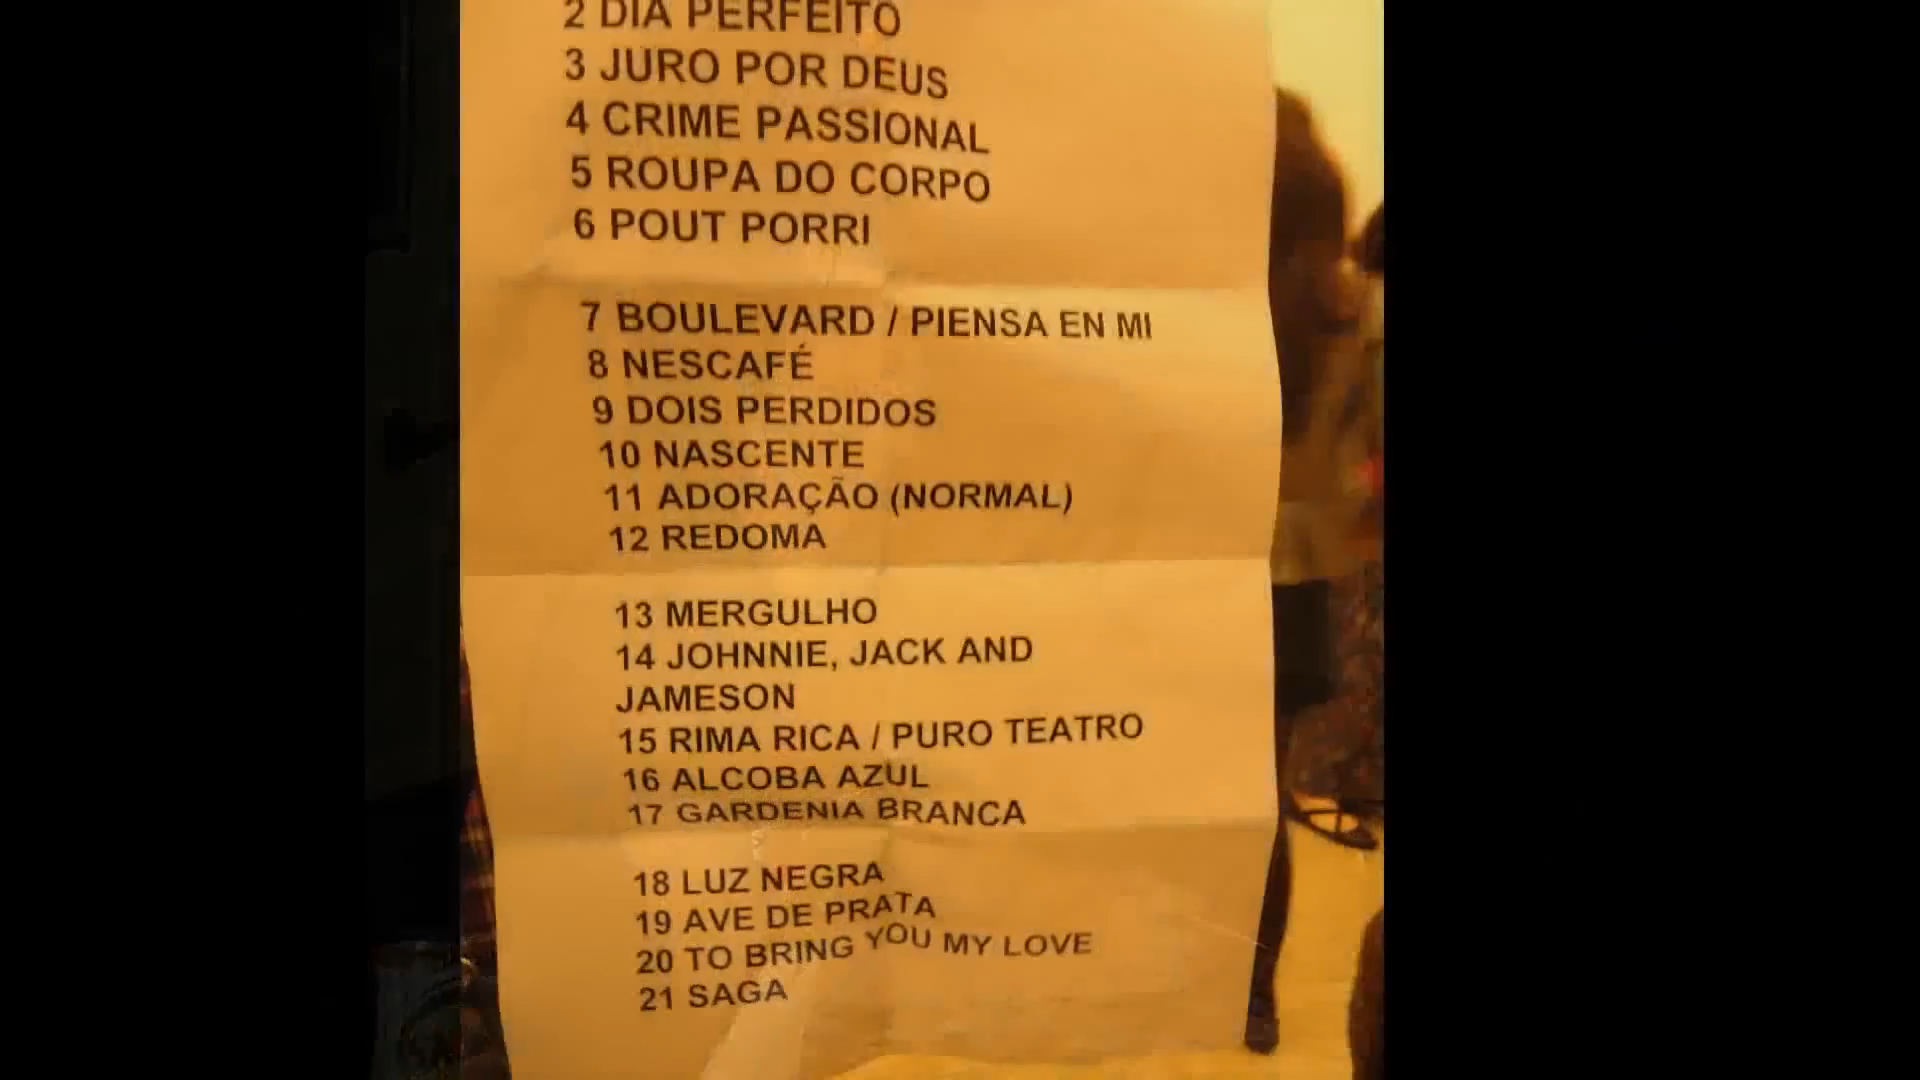 2 DIA PERFEITO
3 JURO POR DEUS
4 CRIME PASSIONAL
5 ROUPA DO CORPO
6 POUT PORRI
7 BOULEVARD / PIENSA EN MI
8 NESCAFÉ
9 DOIS PERDIDOS
10 NASCENTE
11 ADORAÇÃO (NORMAL)
12 REDOMA
13 MERGULHO
14 JOHNNIE, JACK AND
JAMESON
15 RIMA RICA / PURO TEATRO
16 ALCOBA AZUL
17 GARDENIA BRANCA
18 LUZ NEGRA
19 AVE DE PRATA
20 TO BRING YOU MY LOVE
21 SAGA